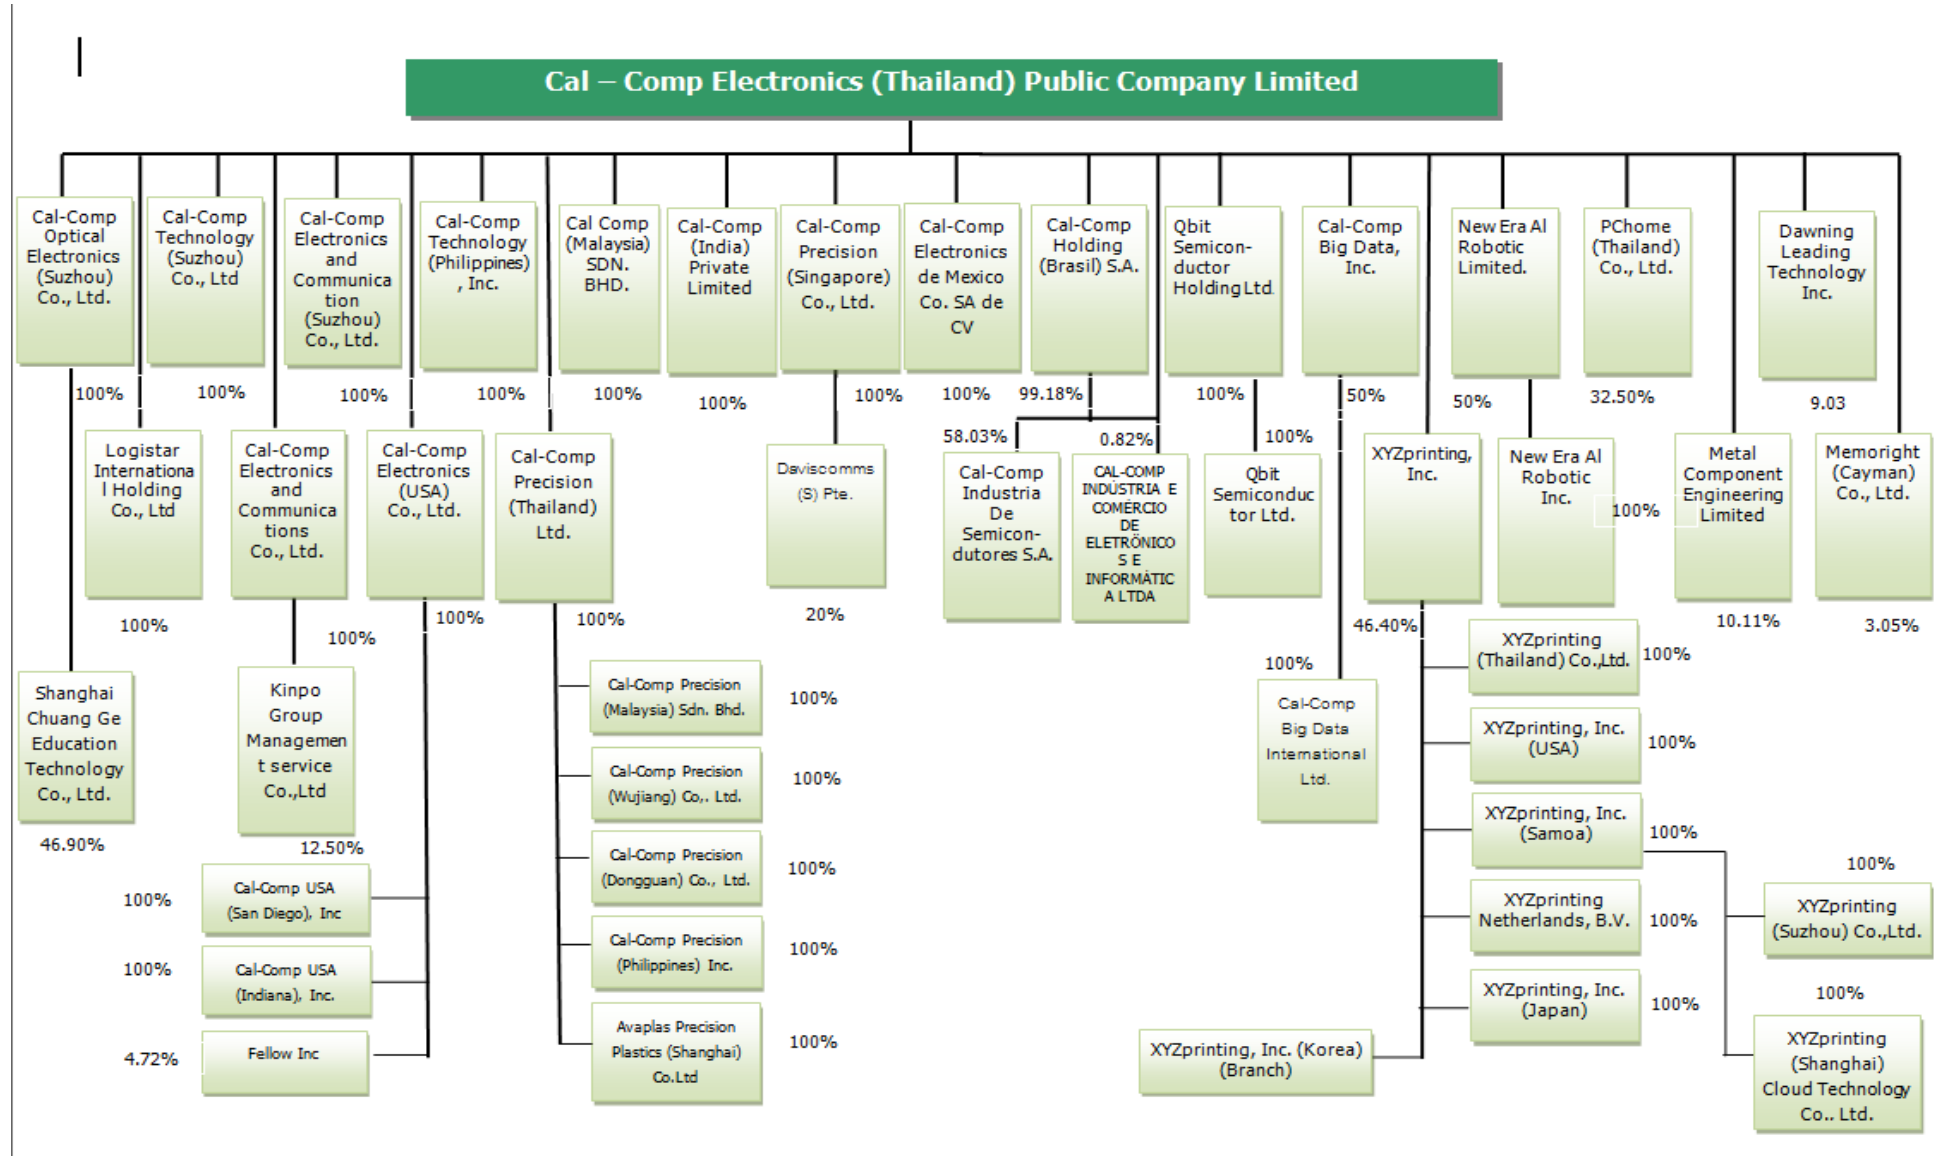 Cal – Comp Electronics (Thailand) Public Company Limited
Cal-Comp
Optical
Electronics
(Suzhou)
Co., Ltd.
100%
Cal-Comp
Technology
(Suzhou)
Co., Ltd
100%
Cal-Comp
Electronics
and
Communica
tion
(Suzhou)
Co., Ltd.
100%
Cal-Comp
Technology
(Philippines)
, Inc.
100%
Cal Comp
(Malaysia)
SDN.
BHD.
100%
Cal-Comp
(India)
Private
Limited
100%
Cal-Comp
Precision
(Singapore)
Co., Ltd.
100%
Cal-Comp
Electronics
de Mexico
Co. SA de
CV
100%
Cal-Comp
Holding
(Brasil) S.A.
99.18%
Qbit
Semicon-
ductor
Holding Ltd.
100%
Cal-Comp
Big Data,
Inc.
50%
New Era AI
Robotic
Limited.
50%
PChome
(Thailand)
Co., Ltd.
32.50%
Dawning
Leading
Technology
Inc.
9.03
Logistar
Internationa
l Holding
Co., Ltd
100%
Cal-Comp
Electronics
and
Communica
tions
Co., Ltd.
100%
Cal-Comp
Electronics
(USA)
Co., Ltd.
100%
Cal-Comp
Precision
(Thailand)
Ltd.
100%
Daviscomms
(S) Pte.
20%
58.03%
Cal-Comp
Industria
De
Semicon-
dutores S.A.
0.82%
CAL-COMP
INDÚSTRIA E
COMÉRCIO
DE
ELETRÔNICO
S E
INFORMÁTIC
A LTDA
100%
Qbit
Semiconduc
tor Ltd.
XYZprinting,
Inc.
46.40%
New Era AI
Robotic
Inc.
100%
Metal
Component
Engineering
Limited
10.11%
Memoright
(Cayman)
Co., Ltd.
3.05%
Shanghai
Chuang Ge
Education
Technology
Co., Ltd.
46.90%
Kinpo
Group
Managemen
t service
Co.,Ltd
12.50%
100%
Cal-Comp USA
(San Diego), Inc
100%
Cal-Comp USA
(Indiana), Inc.
4.72%
Fellow Inc
Cal-Comp Precision
(Malaysia) Sdn. Bhd.
100%
Cal-Comp Precision
(Wujiang) Co,. Ltd.
100%
Cal-Comp Precision
(Dongguan) Co., Ltd.
100%
Cal-Comp Precision
(Philippines) Inc.
100%
Avaplas Precision
Plastics (Shanghai)
Co.Ltd
100%
100%
Cal-Comp
Big Data
International
Ltd.
XYZprinting
(Thailand) Co.,Ltd.
100%
XYZprinting, Inc.
(USA)
100%
XYZprinting, Inc.
(Samoa)
100%
XYZprinting
Netherlands, B.V.
100%
XYZprinting, Inc.
(Japan)
100%
XYZprinting, Inc. (Korea)
(Branch)
100%
XYZprinting
(Suzhou) Co.,Ltd.
100%
XYZprinting
(Shanghai)
Cloud Technology
Co.. Ltd.